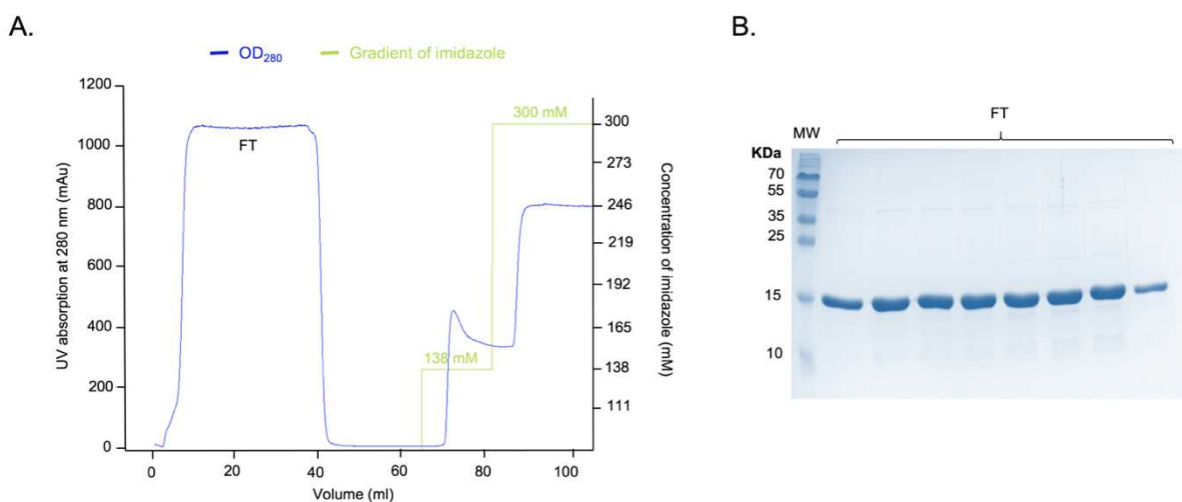 A.
OD280
Gradient of imidazole
1200
1000
800
600
400
200
0
UV absorption at 280 nm (mAu)
FT
138 mM
300 mM
300
273
246
219
192
165
138
111
Concentration of imidazole (mM)
0 20 40 60 80 100
Volume (ml)
B.
FT
MW
KDa
70
55
35
25
15
10